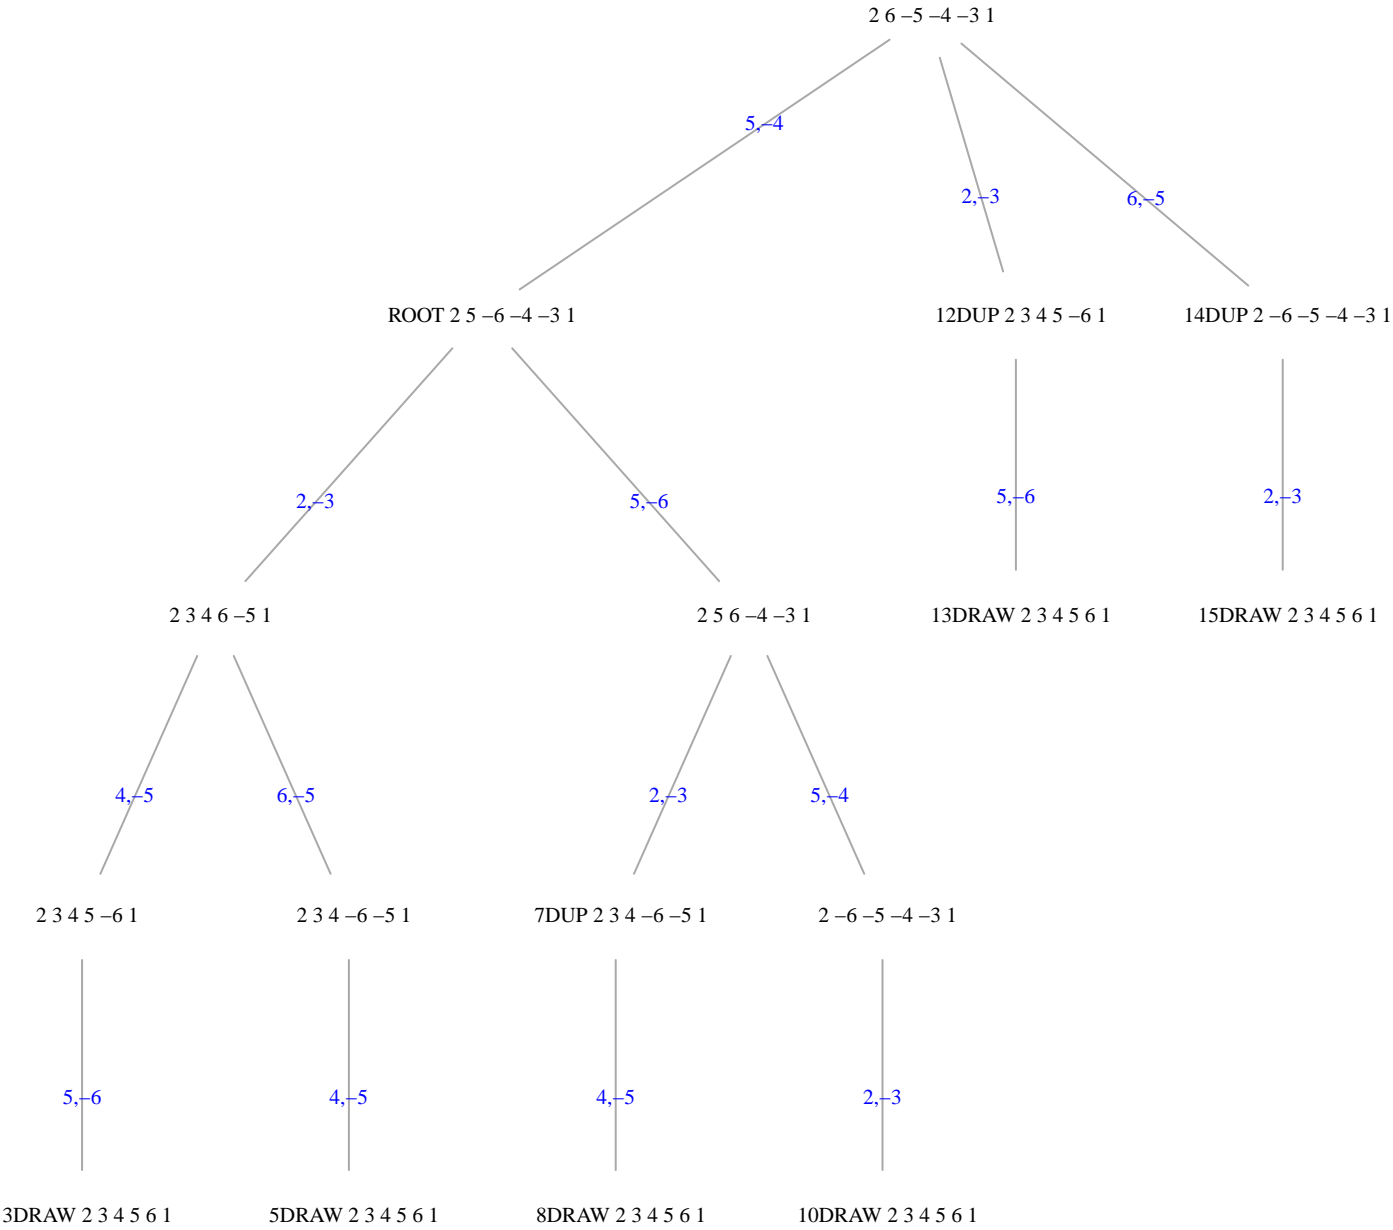 2 6 –5 –4 –3 1
5,–4
2,–3
6,–5
ROOT 2 5 –6 –4 –3 1
12DUP 2 3 4 5 –6 1
14DUP 2 –6 –5 –4 –3 1
2,–3
5,–6
5,–6
2,–3
2 3 4 6 –5 1
2 5 6 –4 –3 1
13DRAW 2 3 4 5 6 1
15DRAW 2 3 4 5 6 1
4,–5
6,–5
2,–3
5,–4
2 3 4 5 –6 1
2 3 4 –6 –5 1
7DUP 2 3 4 –6 –5 1
2 –6 –5 –4 –3 1
5,–6
4,–5
4,–5
2,–3
3DRAW 2 3 4 5 6 1
5DRAW 2 3 4 5 6 1
8DRAW 2 3 4 5 6 1
10DRAW 2 3 4 5 6 1